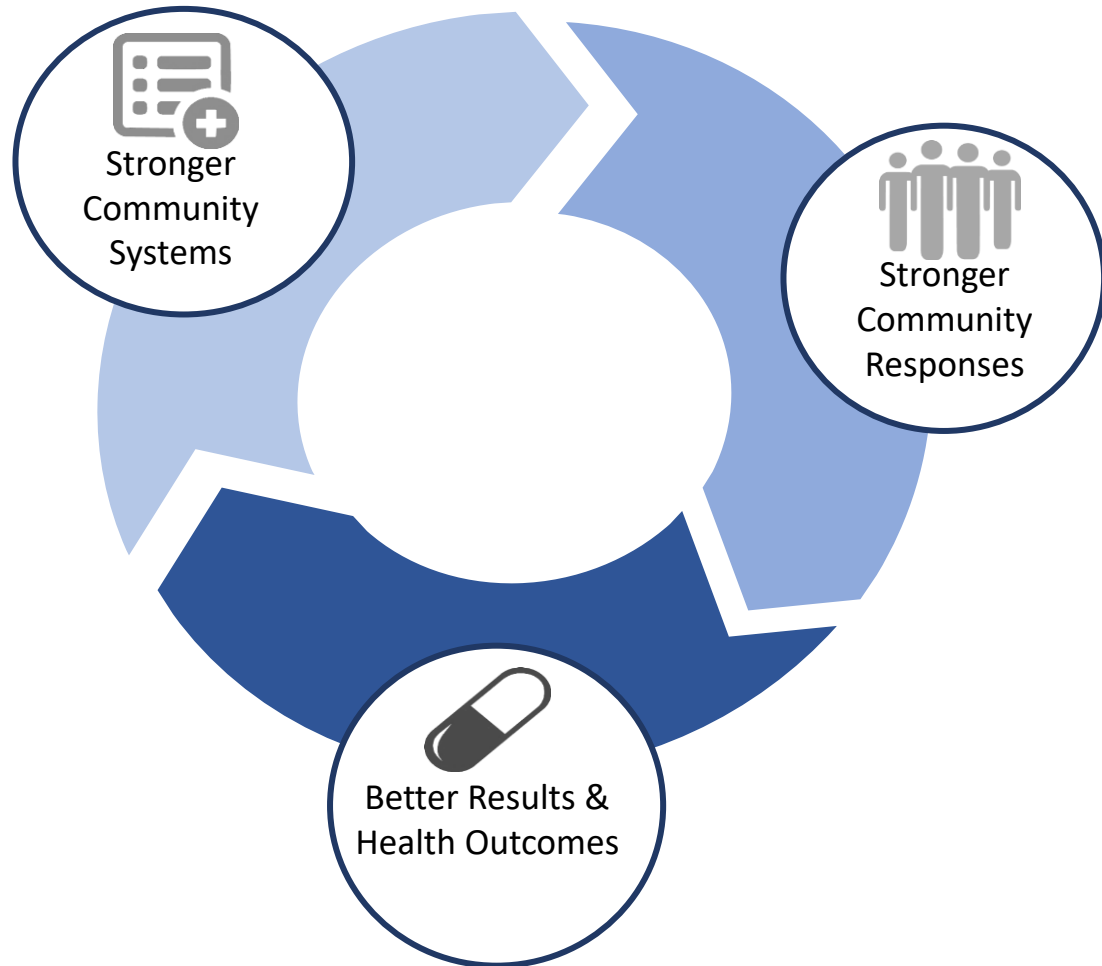 Stronger
Community
Systems
Stronger
Community
Responses
Better Results &
Health Outcomes